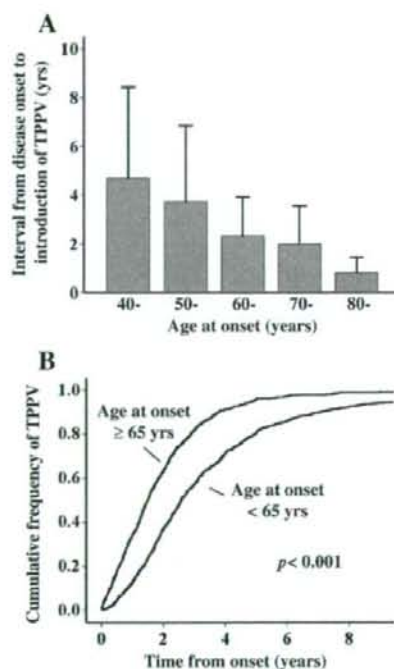 A
Interval from disease onset to
introduction of TPPV (yrs)
10
8
6
4
2
0
40-
50-
60-
70-
80-
Age at onset (years)
B
Cumulative frequency of TPPV
1.0
0.8
0.6
0.4
0.2
0.0
Age at onset
≥ 65 yrs
Age at onset
< 65 yrs
p< 0.001
0
2
4
6
8
Time from onset (years)